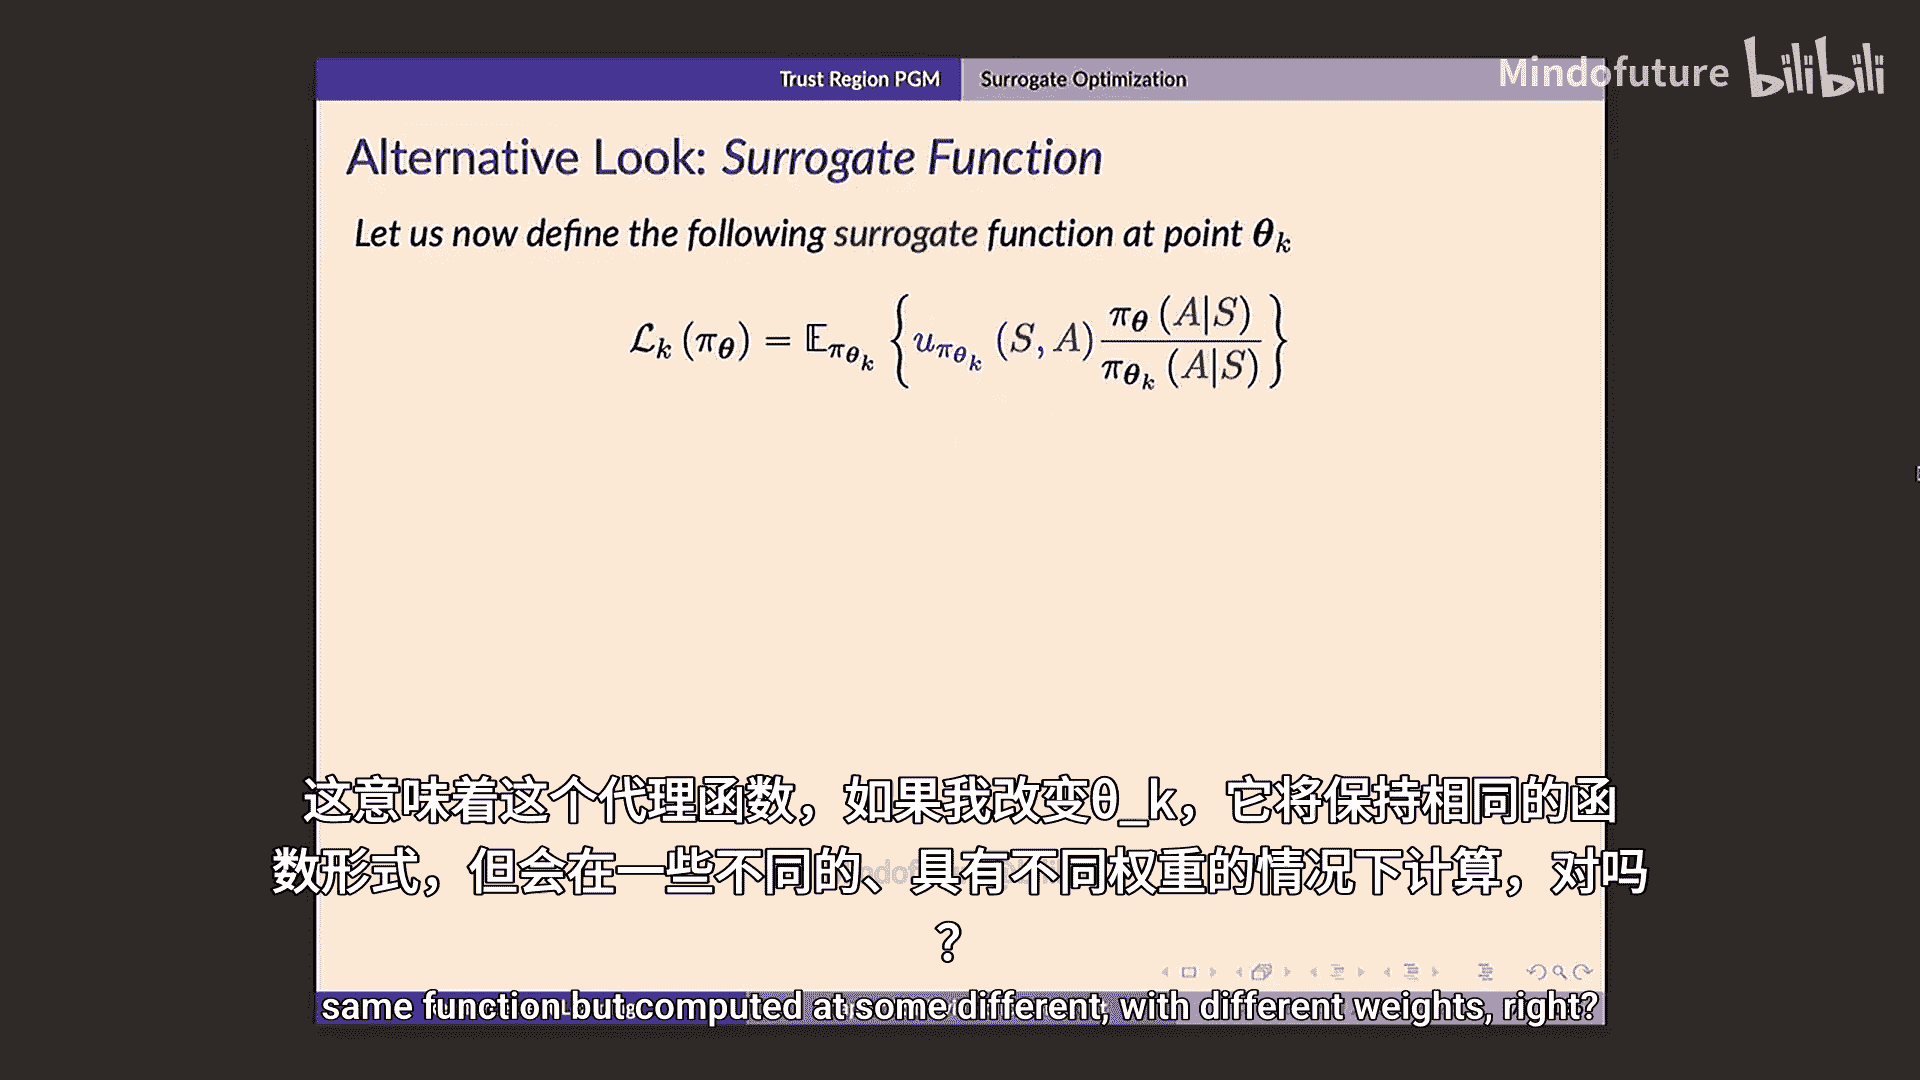 Mindofuture bilibili
Trust Region PGM Surrogate Optimization
Alternative Look: Surrogate Function
Let us now define the following surrogate function at point θ_k
ℒ_k (π_θ) = 𝔼_{π_{θ_k}} { u_{π_{θ_k}} (S, A) π_θ (A|S) / π_{θ_k} (A|S) }
这意味着这个代理函数，如果我改变θ_k，它将保持相同的函
数形式，但会在一些不同的、具有不同权重的情况下计算，对吗
？
same function but computed at some different, with different weights, right?